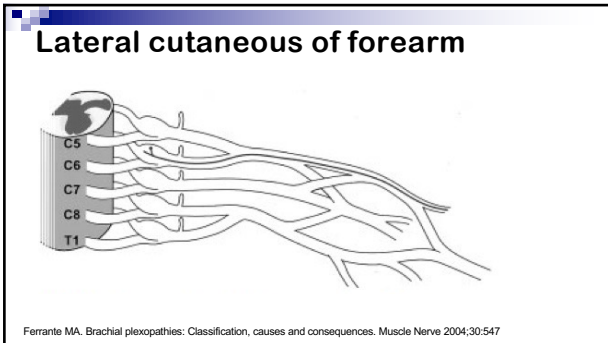 Lateral cutaneous of forearm
C5
C6
C7
C8
T1
Ferrante MA. Brachial plexopathies: Classification, causes and consequences. Muscle Nerve 2004;30:547